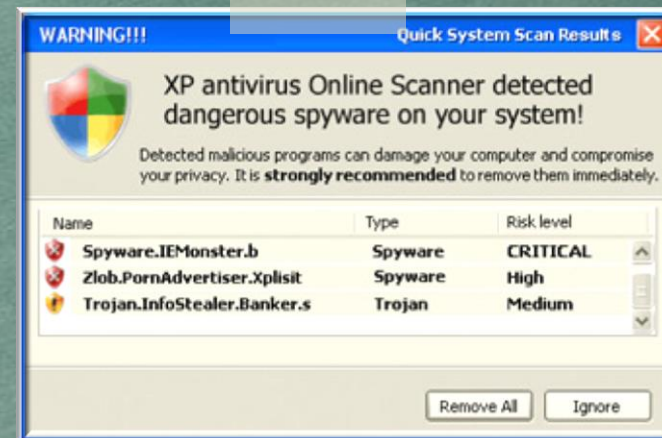 WARNING!!! Quick System Scan Results
XP antivirus Online Scanner detected
dangerous spyware on your system!
Detected malicious programs can damage your computer and compromise
your privacy. It is strongly recommended to remove them immediately.
Name Type Risk level
Spyware.IEMonster.b Spyware CRITICAL
Zlob.PornAdvertiser.Xplisit Spyware High
Trojan.InfoStealer.Banker.s Trojan Medium
Remove All Ignore